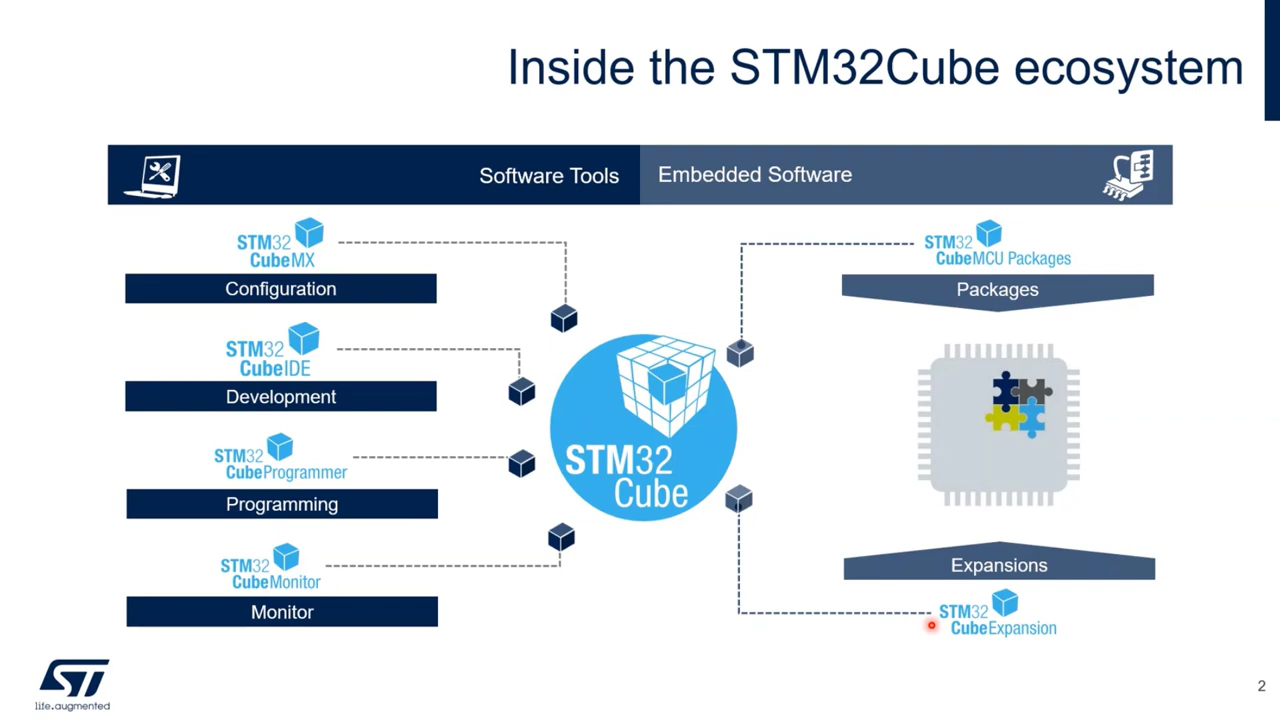 Inside the STM32Cube ecosystem
Software Tools
Embedded Software
STM32
CubeMX
Configuration
STM32
CubeIDE
Development
STM32
CubeProgrammer
Programming
STM32
CubeMonitor
Monitor
STM32
Cube
STM32
CubeMCU Packages
Packages
Expansions
STM32
CubeExpansion
ST
life.augmented
2